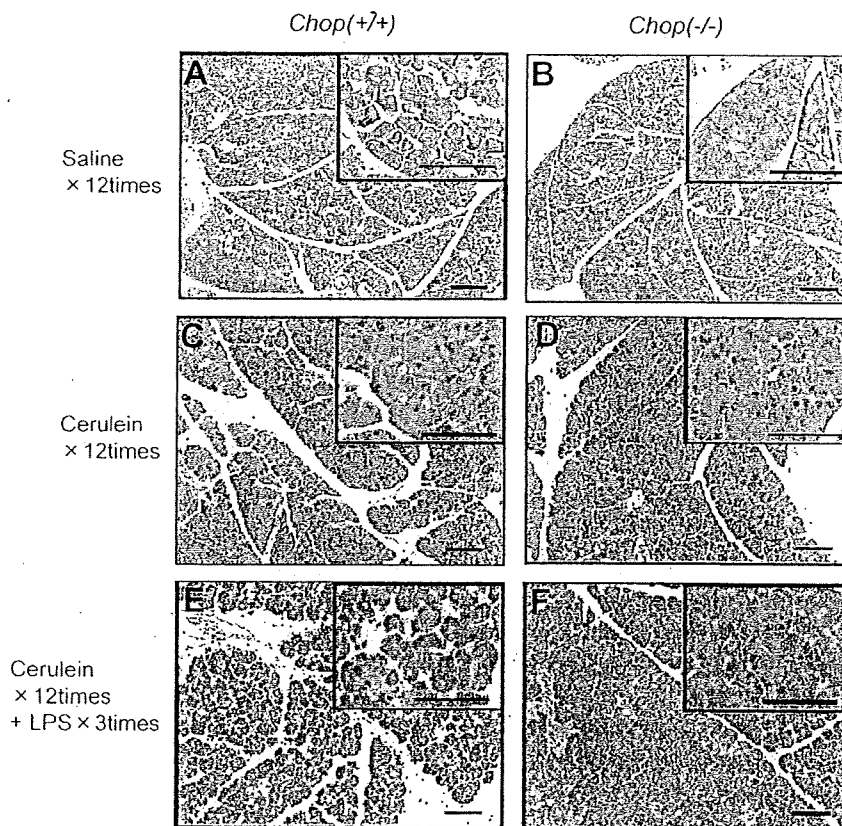 Chop(+/+) Chop(-/-)
A
B
Saline
× 12times
C
D
Cerulein
× 12times
E
F
Cerulein
× 12times
+ LPS × 3times